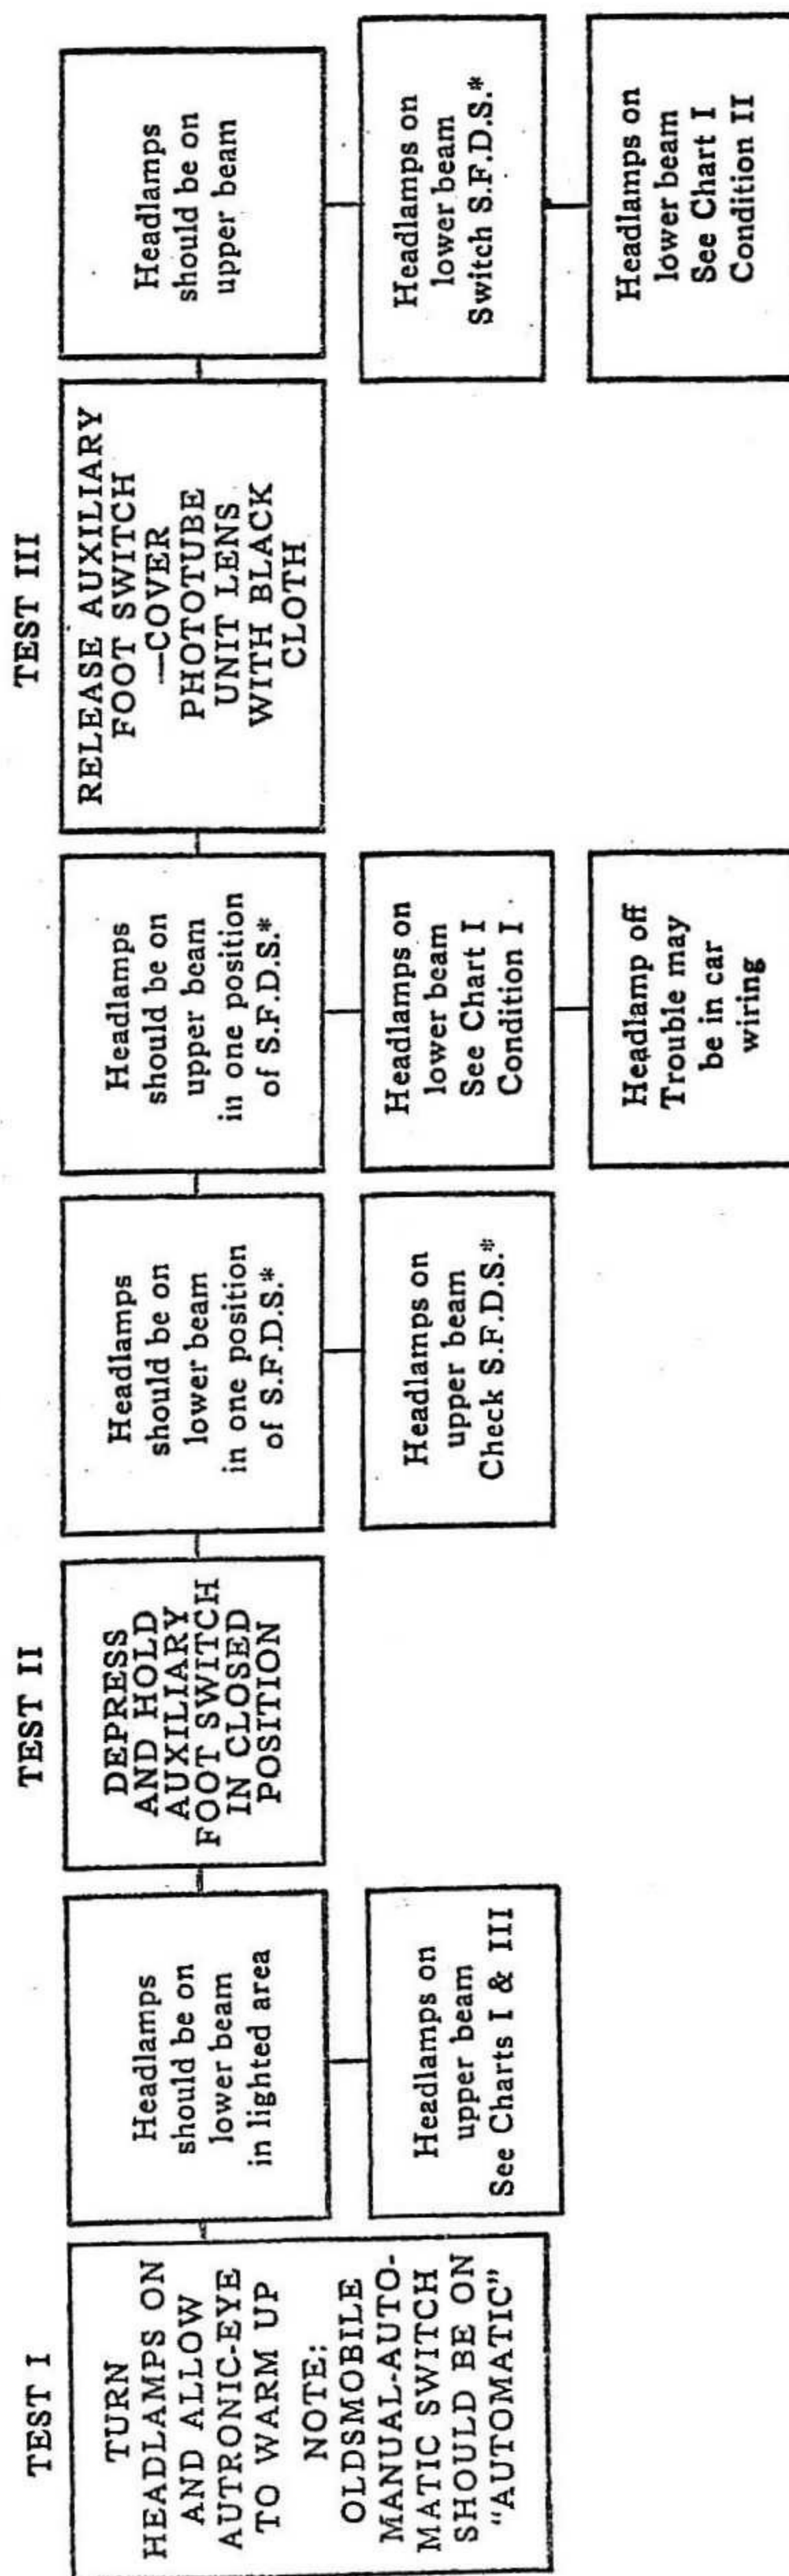 TEST I
TURN
HEADLAMPS ON
AND ALLOW
AUTRONIC-EYE
TO WARM UP
NOTE:
OLDSMOBILE
MANUAL-AUTO-
MATIC SWITCH
SHOULD BE ON
“AUTOMATIC”
Headlamps
should be on
lower beam
in lighted area
Headlamps on
upper beam
See Charts I & III
TEST II
DEPRESS
AND HOLD
AUXILIARY
FOOT SWITCH
IN CLOSED
POSITION
Headlamps
should be on
lower beam
in one position
of S.F.D.S.*
Headlamps on
upper beam
Check S.F.D.S.*
Headlamps
should be on
upper beam
in one position
of S.F.D.S.*
Headlamps on
lower beam
See Chart I
Condition I
Headlamp off
Trouble may
be in car
wiring
TEST III
RELEASE AUXILIARY
FOOT SWITCH
—COVER
PHOTOTUBE
UNIT LENS
WITH BLACK
CLOTH
Headlamps
should be on
upper beam
Headlamps on
lower beam
Switch S.F.D.S.*
Headlamps on
lower beam
See Chart I
Condition II